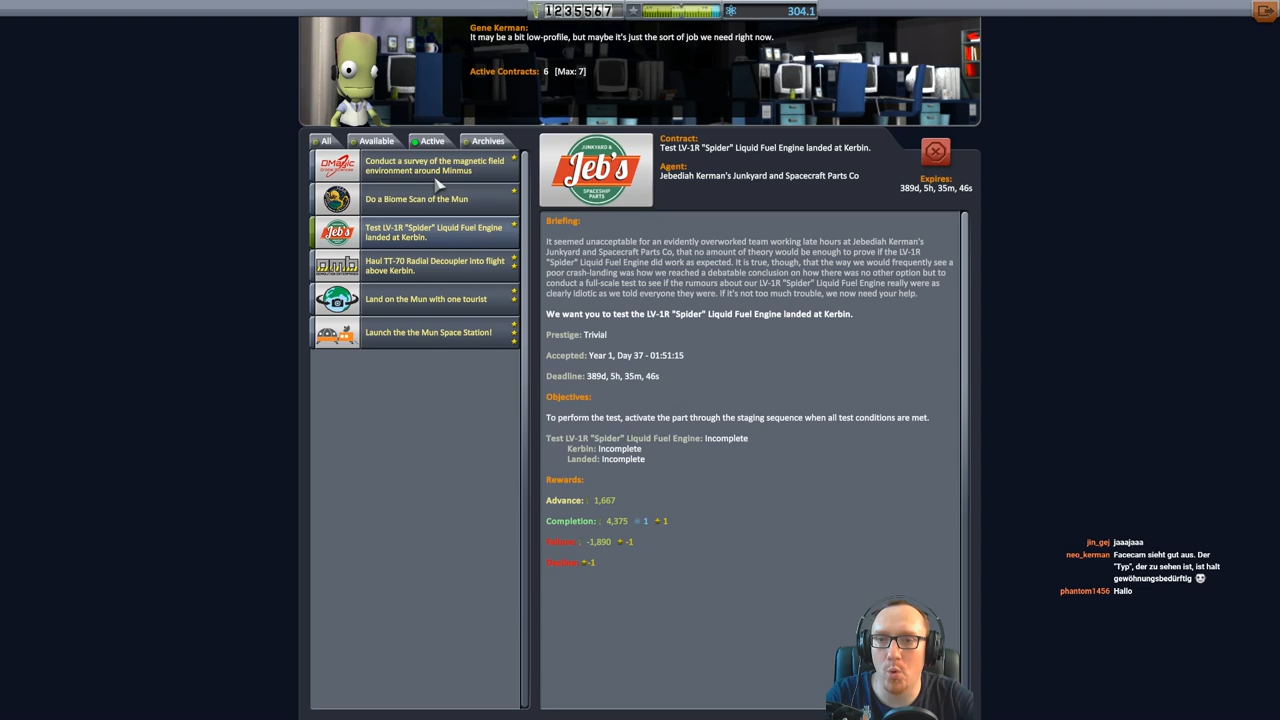 1235567
304.1
Gene Kerman:
It may be a bit low-profile, but maybe it's just the sort of job we need right now.
Active Contracts: 6 [Max: 7]
All
Available
Active
Archives
DMagic
Conduct a survey of the magnetic field
environment around Minmus
Do a Biome Scan of the Mun
Jeb's
Test LV-1R "Spider" Liquid Fuel Engine
landed at Kerbin.
Haul TT-70 Radial Decoupler into flight
above Kerbin.
Land on the Mun with one tourist
Launch the the Mun Space Station!
JUNKYARD &
Jeb's
SPACESHIP
PARTS
Contract:
Test LV-1R "Spider" Liquid Fuel Engine landed at Kerbin.
Agent:
Jebediah Kerman's Junkyard and Spacecraft Parts Co
Expires:
389d, 5h, 35m, 46s
Briefing:
It seemed unacceptable for an evidently overworked team working late hours at Jebediah Kerman's
Junkyard and Spacecraft Parts Co, that no amount of theory would be enough to prove if the LV-1R
"Spider" Liquid Fuel Engine did work as expected. It is true, though, that the way we would frequently see a
poor crash-landing was how we reached a debatable conclusion on how there was no other option but to
conduct a full-scale test to see if the rumours about our LV-1R "Spider" Liquid Fuel Engine really were as
clearly idiotic as we told everyone they were. If it's not too much trouble, we now need your help.
We want you to test the LV-1R "Spider" Liquid Fuel Engine landed at Kerbin.
Prestige: Trivial
Accepted: Year 1, Day 37 - 01:51:15
Deadline: 389d, 5h, 35m, 46s
Objectives:
To perform the test, activate the part through the staging sequence when all test conditions are met.
Test LV-1R "Spider" Liquid Fuel Engine: Incomplete
Kerbin: Incomplete
Landed: Incomplete
Rewards:
Advance: 1,667
Completion: 4,375 1 1
Failure: -1,890 -1
Decline: -1
jin_gej jaaajaaa
neo_kerman Facecam sieht gut aus. Der
"Typ", der zu sehen ist, ist halt
gewöhnungsbedürftig
phantom1456 Hallo